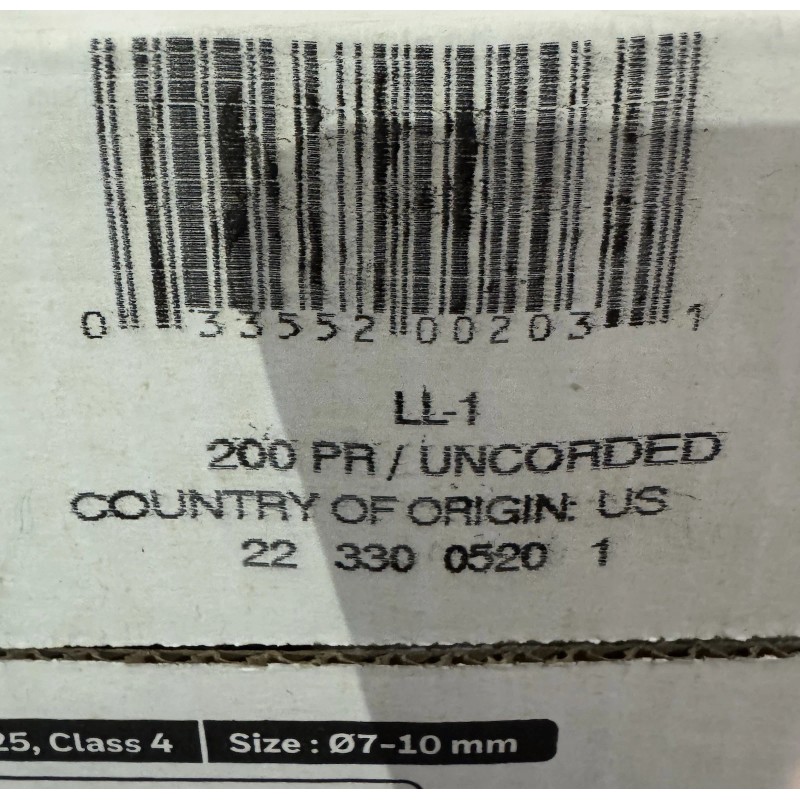 0 33552 00203 1
LL-1
200 PR / UNCORDED
COUNTRY OF ORIGIN: US
22 330 0520 1
25, Class 4 | Size : Ø7-10 mm